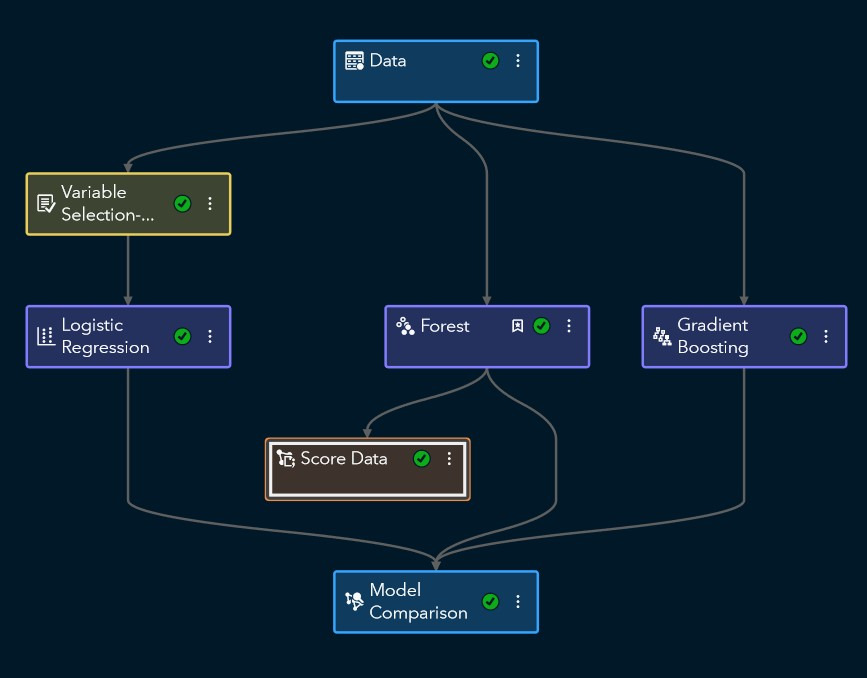 Data
Variable
Selection-...
Logistic
Regression
Forest
Gradient
Boosting
Score Data
Model
Comparison